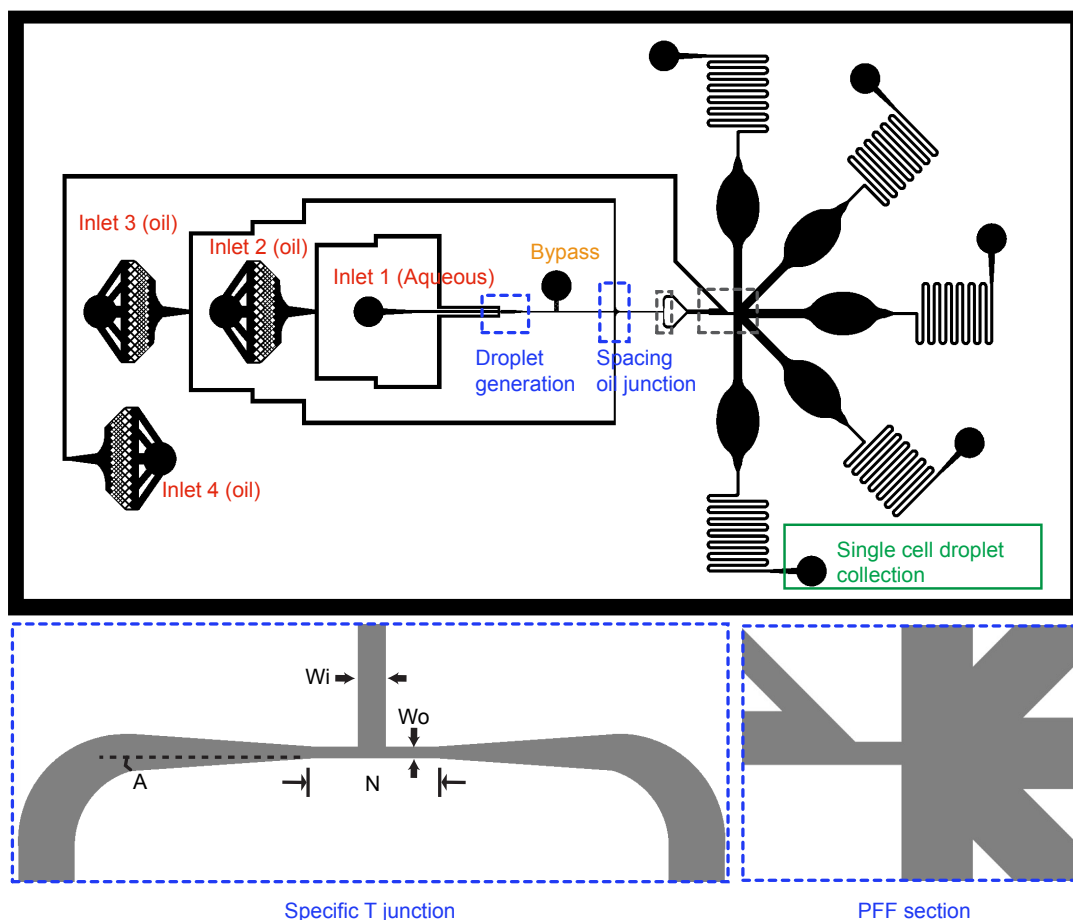 Inlet 3 (oil)
Inlet 2 (oil)
Inlet 1 (Aqueous)
Bypass
Droplet
generation
Spacing
oil junction
Inlet 4 (oil)
Single cell droplet
collection
Wi
Wo
A
N
Specific T junction
PFF section